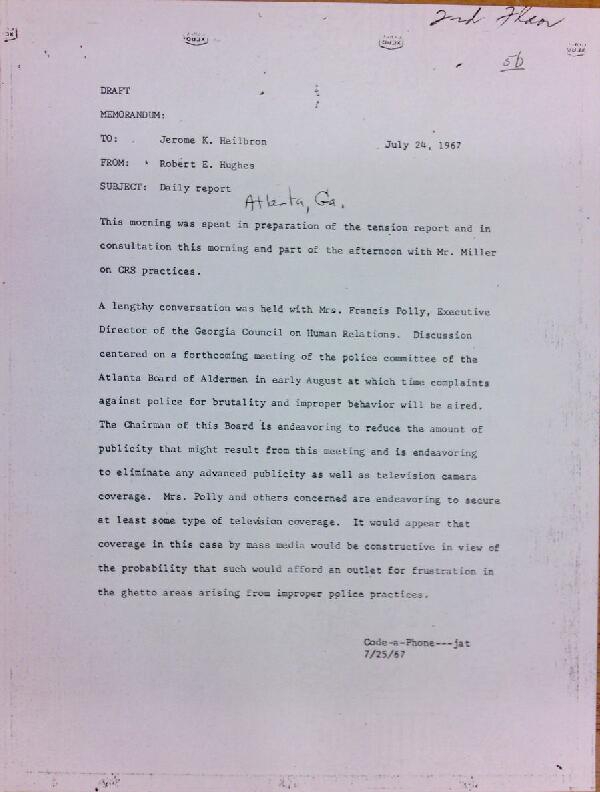 2nd Floor
5b
XEROX
XEROX
DRAFT
MEMORANDUM:
TO: Jerome K. Heilbron July 24, 1967
FROM: Robert E. Hughes
SUBJECT: Daily report
Atlanta, Ga.
This morning was spent in preparation of the tension report and in
consultation this morning and part of the afternoon with Mr. Miller
on CRS practices.
A lengthy conversation was held with Mrs. Francis Polly, Executive
Director of the Georgia Council on Human Relations. Discussion
centered on a forthcoming meeting of the police committee of the
Atlanta Board of Aldermen in early August at which time complaints
against police for brutality and improper behavior will be aired.
The Chairman of this Board is endeavoring to reduce the amount of
publicity that might result from this meeting and is endeavoring
to eliminate any advanced publicity as well as television camera
coverage. Mrs. Polly and others concerned are endeavoring to secure
at least some type of television coverage. It would appear that
coverage in this case by mass media would be constructive in view of
the probability that such would afford an outlet for frustration in
the ghetto areas arising from improper police practices.
Code-a-Phone---jat
7/25/67